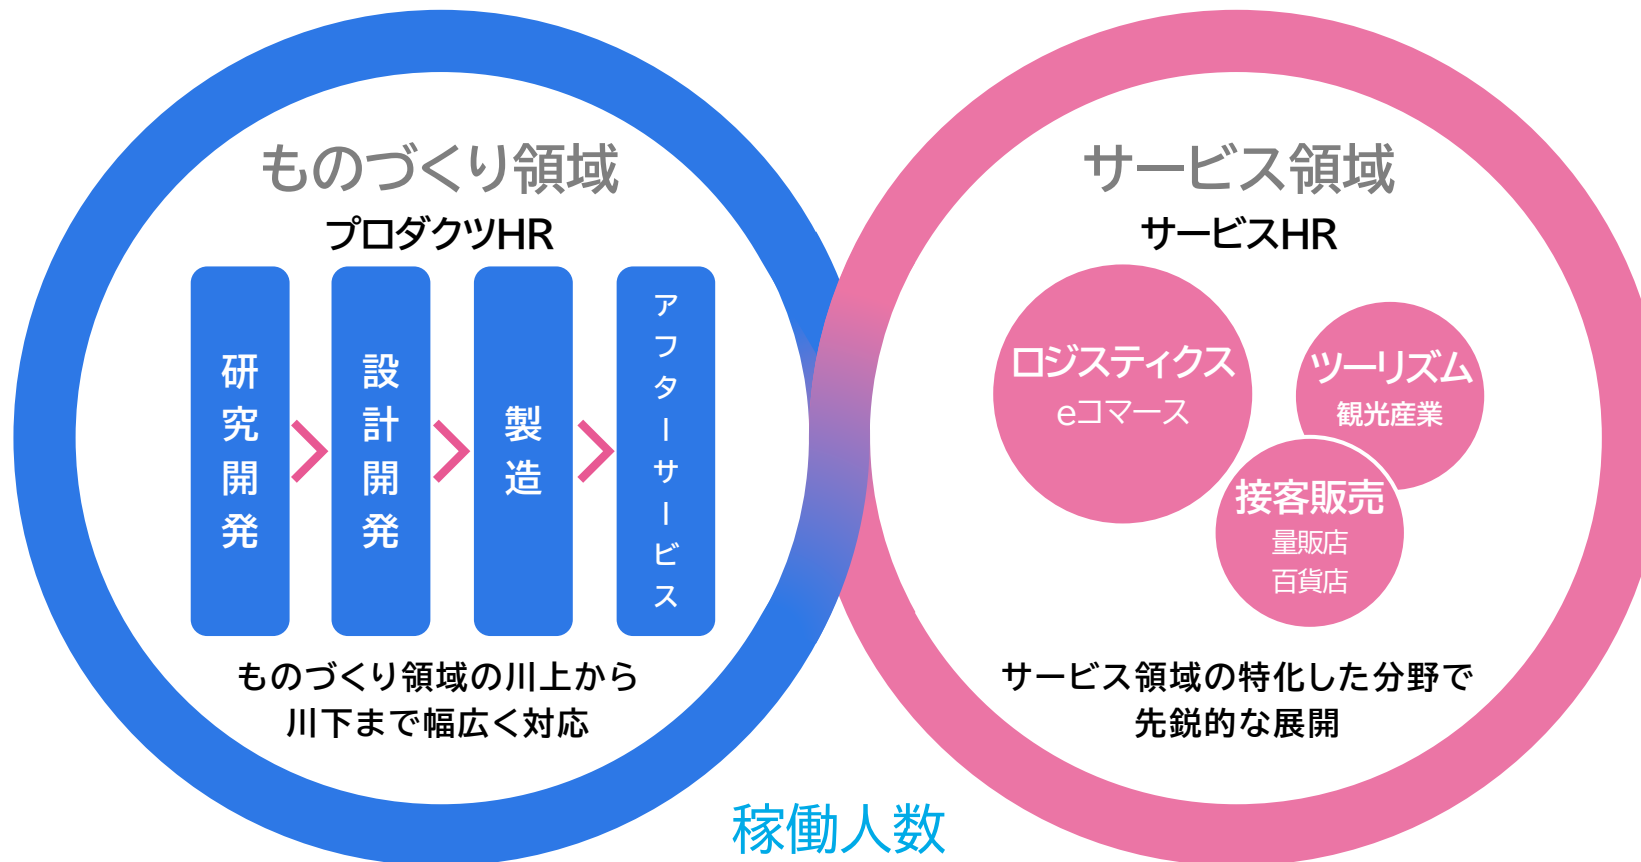 ものづくり領域
プロダクツHR
研究開発
設計開発
製造
アフターサービス
ものづくり領域の川上から
川下まで幅広く対応
サービス領域
サービスHR
ロジスティクス
eコマース
ツーリズム
観光産業
接客販売
量販店
百貨店
サービス領域の特化した分野で
先鋭的な展開
稼働人数